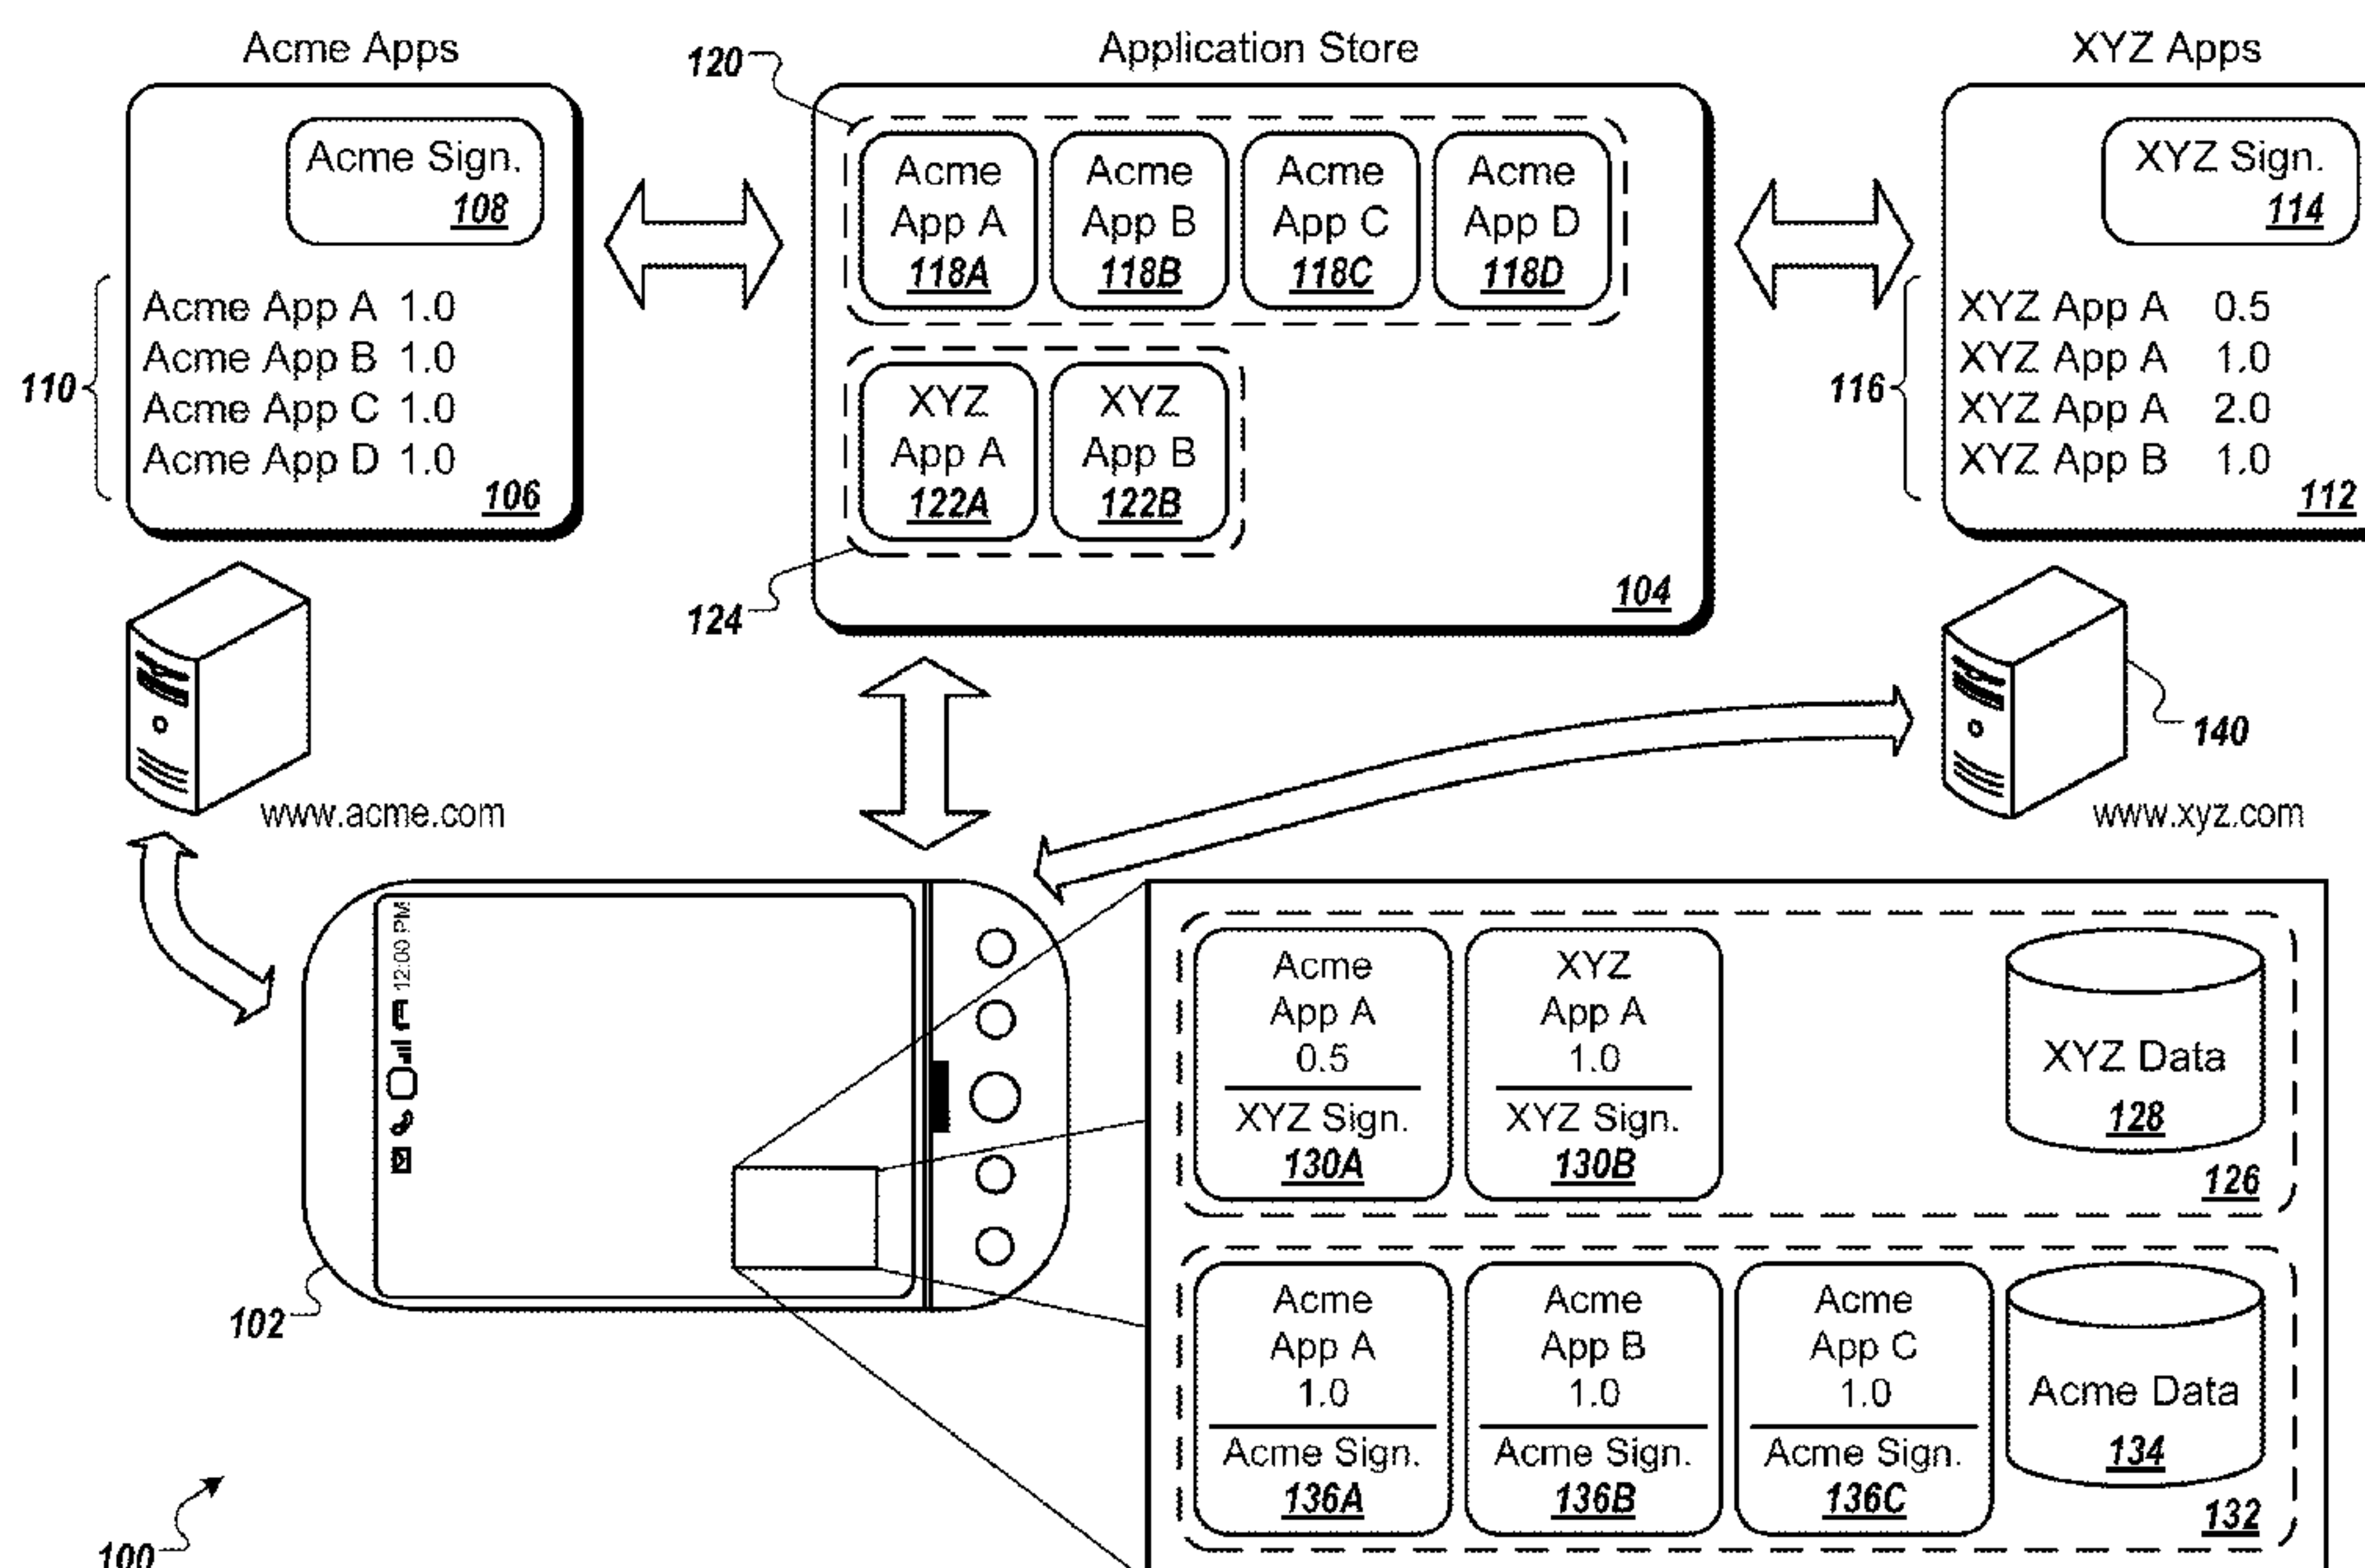 Acme Apps
Acme Sign.
108
110
Acme App A 1.0
Acme App B 1.0
Acme App C 1.0
Acme App D 1.0
106
Application Store
120
Acme
App A
118A
Acme
App B
118B
Acme
App C
118C
Acme
App D
118D
XYZ
App A
122A
XYZ
App B
122B
124
104
XYZ Apps
XYZ Sign.
114
116
XYZ App A 0.5
XYZ App A 1.0
XYZ App A 2.0
XYZ App B 1.0
112
www.acme.com
140
www.xyz.com
12:00 PM
102
Acme
App A
0.5
XYZ Sign.
130A
XYZ
App A
1.0
XYZ Sign.
130B
XYZ Data
128
126
Acme
App A
1.0
Acme Sign.
136A
Acme
App B
1.0
Acme Sign.
136B
Acme
App C
1.0
Acme Sign.
136C
Acme Data
134
132
100